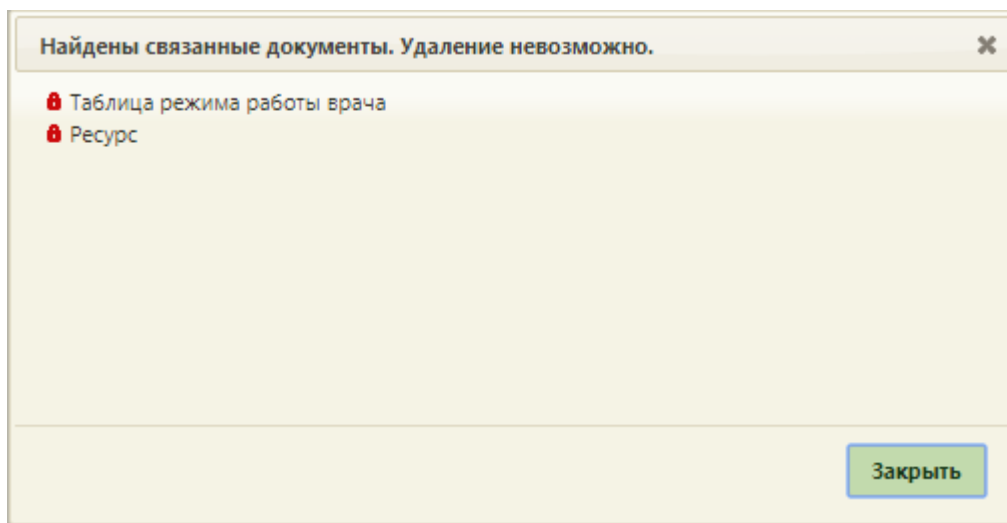 Найдены связанные документы. Удаление невозможно.
Таблица режима работы врача
Ресурс
Закрыть